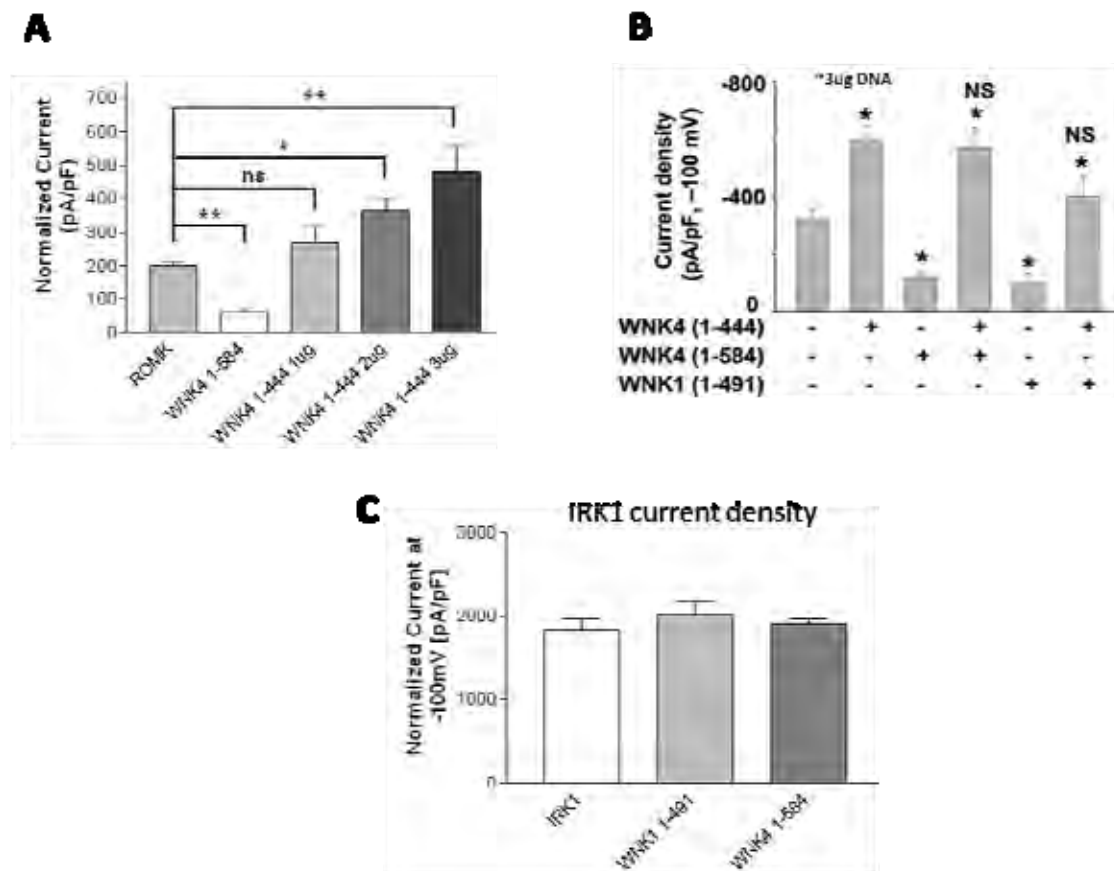 A
Normalized Current
(pA/pF)
700
600
500
400
300
200
100
0
**
*
ns
**
ROMK
WNK4 1-584
WNK4 1-444 1ug
WNK4 1-444 2ug
WNK4 1-444 3ug
B
Current density
(pA/pF, -100 mV)
-800
-400
0
*3ug DNA
NS
NS
* * * * *
WNK4 (1-444) - + - + - +
WNK4 (1-584) - - + + - -
WNK1 (1-491) - - - - + +
C
IRK1 current density
Normalized Current at
-100mV [pA/pF]
3000
2000
1000
0
IRK1
WNK1 1-491
WNK4 1-584